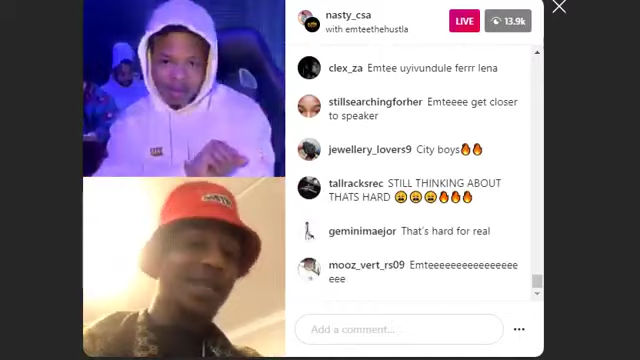 nasty_csa
with emteethehustla
LIVE
13.9k
clex_za Emtee uyivundule ferrr lena
stillsearchingforher Emteeee get closer
to speaker
jewellery_lovers9 City boys🔥🔥
tallracksrec STILL THINKING ABOUT
THATS HARD 😩😩😩🔥🔥🔥
geminimaejor That's hard for real
mooz_vert_rs09 Emteeeeeeeeeeeeeeee
eee
Add a comment...